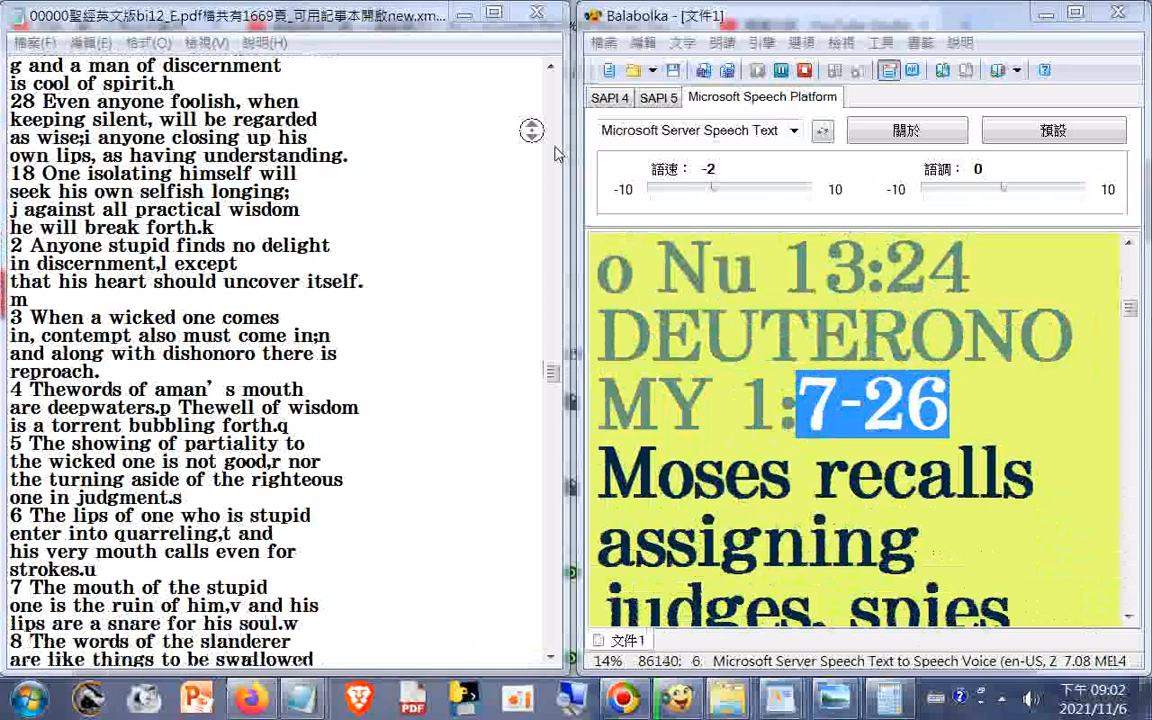 00000聖經英文版bi12_E.pdf檔共有1669頁_可用記事本開啟new.xm...
檔案(F) 編輯(E) 格式(O) 檢視(V) 說明(H)
g and a man of discernment
is cool of spirit.h
28 Even anyone foolish, when
keeping silent, will be regarded
as wise;i anyone closing up his
own lips, as having understanding.
18 One isolating himself will
seek his own selfish longing;
j against all practical wisdom
he will break forth.k
2 Anyone stupid finds no delight
in discernment,l except
that his heart should uncover itself.
m
3 When a wicked one comes
in, contempt also must come in;n
and along with dishonoro there is
reproach.
4 Thewords of aman’s mouth
are deepwaters.p Thewell of wisdom
is a torrent bubbling forth.q
5 The showing of partiality to
the wicked one is not good,r nor
the turning aside of the righteous
one in judgment.s
6 The lips of one who is stupid
enter into quarreling,t and
his very mouth calls even for
strokes.u
7 The mouth of the stupid
one is the ruin of him,v and his
lips are a snare for his soul.w
8 The words of the slanderer
are like things to be swallowed
Balabolka - [文件1]
檔案 編輯 文字 朗讀 引擎 選項 檢視 工具 書籤 說明
SAPI 4 SAPI 5 Microsoft Speech Platform
Microsoft Server Speech Text 關於 預設
語速： -2 語調： 0
-10 10 -10 10
o Nu 13:24
DEUTERONO
MY 1:7-26
Moses recalls
assigning
judges, spies
文件1
14% 86140: 6 Microsoft Server Speech Text to Speech Voice (en-US, Z 7.08 MB
PDF
下午 09:02
2021/11/6